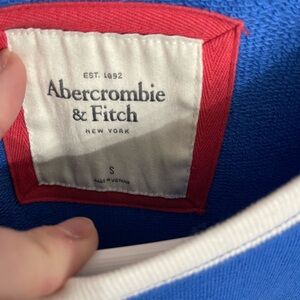 EST. 1892
Abercrombie
& Fitch
NEW YORK
S